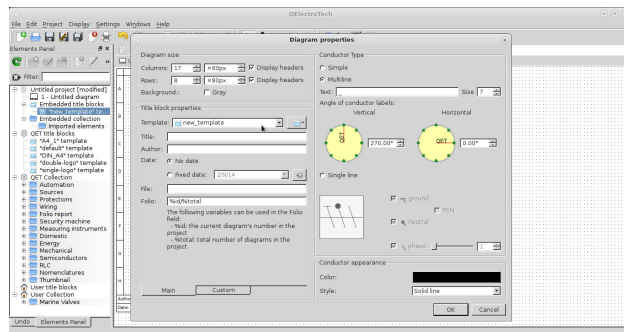 QElectroTech
File Edit Project Display Settings Windows Help
Elements Panel
Filter:
Untitled project [modified]
1 - Untitled diagram
Embedded title blocks
"new_template" te...
Embedded collection
Imported elements
QET title blocks
"A4_1" template
"default" template
"DIN_A4" template
"double-logo" template
"single-logo" template
QET Collection
Automation
Sources
Protections
Wiring
Folio report
Security machine
Measuring instruments
Domestic
Energy
Mechanical
Semiconductors
RLC
Nomenclatures
Thumbnail
User title blocks
User Collection
Marine Valves
Undo Elements Panel
Diagram properties
Diagram size
Columns: 17 ×60px Display headers
Rows: 8 ×80px Display headers
Background: Gray
Title block properties
Template: new_template
Title:
Author:
Date: No date
Fixed date: 2/9/14
File:
Folio: %id/%total
The following variables can be used in the Folio
field:
- %id: the current diagram's number in the
project
- %total: total number of diagrams in the
project
Main Custom
Conductor Type
Simple
Multiline
Text: _ Size 7
Angle of conductor labels:
Vertical Horizontal
QET 270.00° QET 0.00°
Single line
ground
PEN
neutral
phase 1
Conductor appearance
Color:
Style: Solid line
OK Cancel
A
B
C
D
E
F
G
H
Autho
Date: